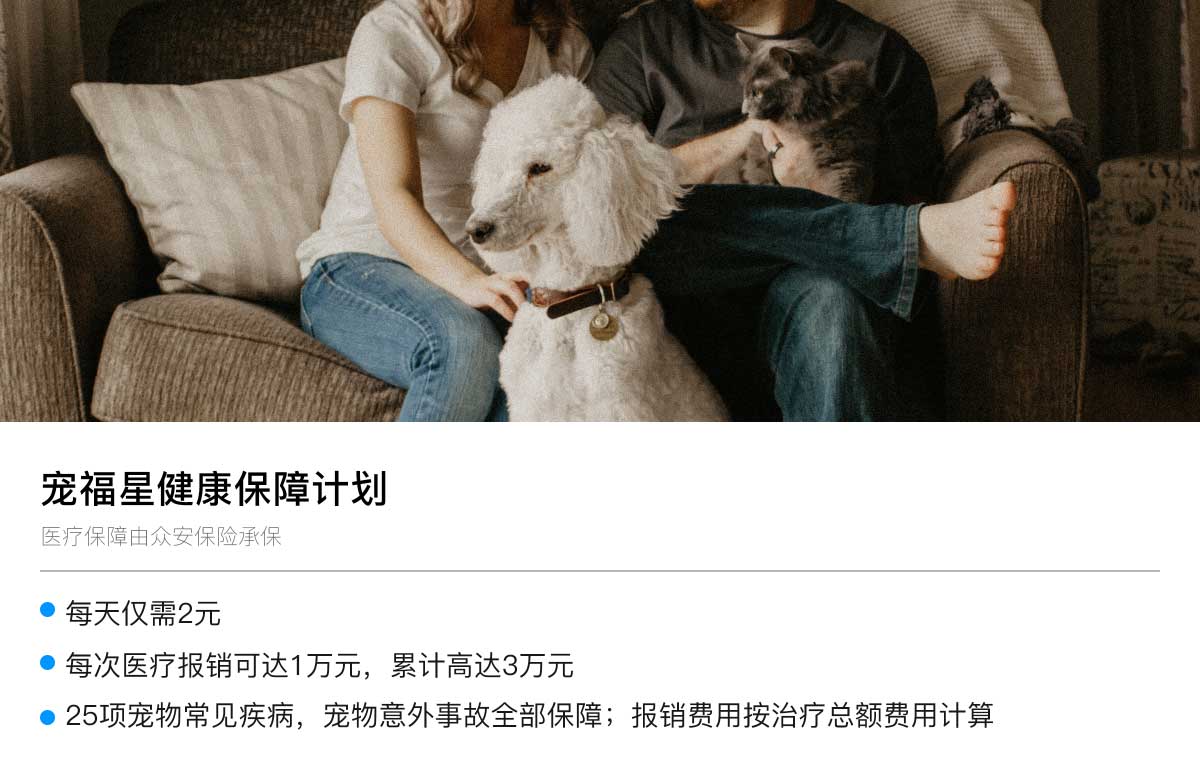 宠福星健康保障计划
医疗保障由众安保险承保
每天仅需2元
每次医疗报销可达1万元，累计高达3万元
25项宠物常见疾病，宠物意外事故全部保障；报销费用按治疗总额费用计算